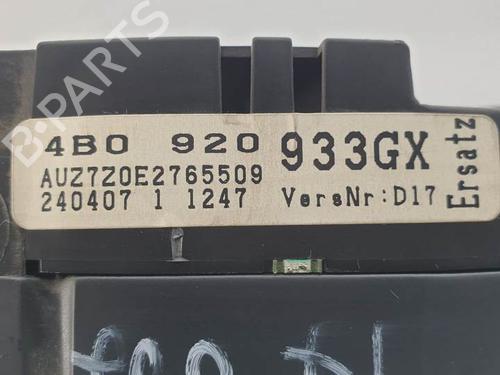 B-PARTS
4B0 920 933GX
AUZ7Z0E2765509
240407 1 1247 VersNr:D17
Ersatz